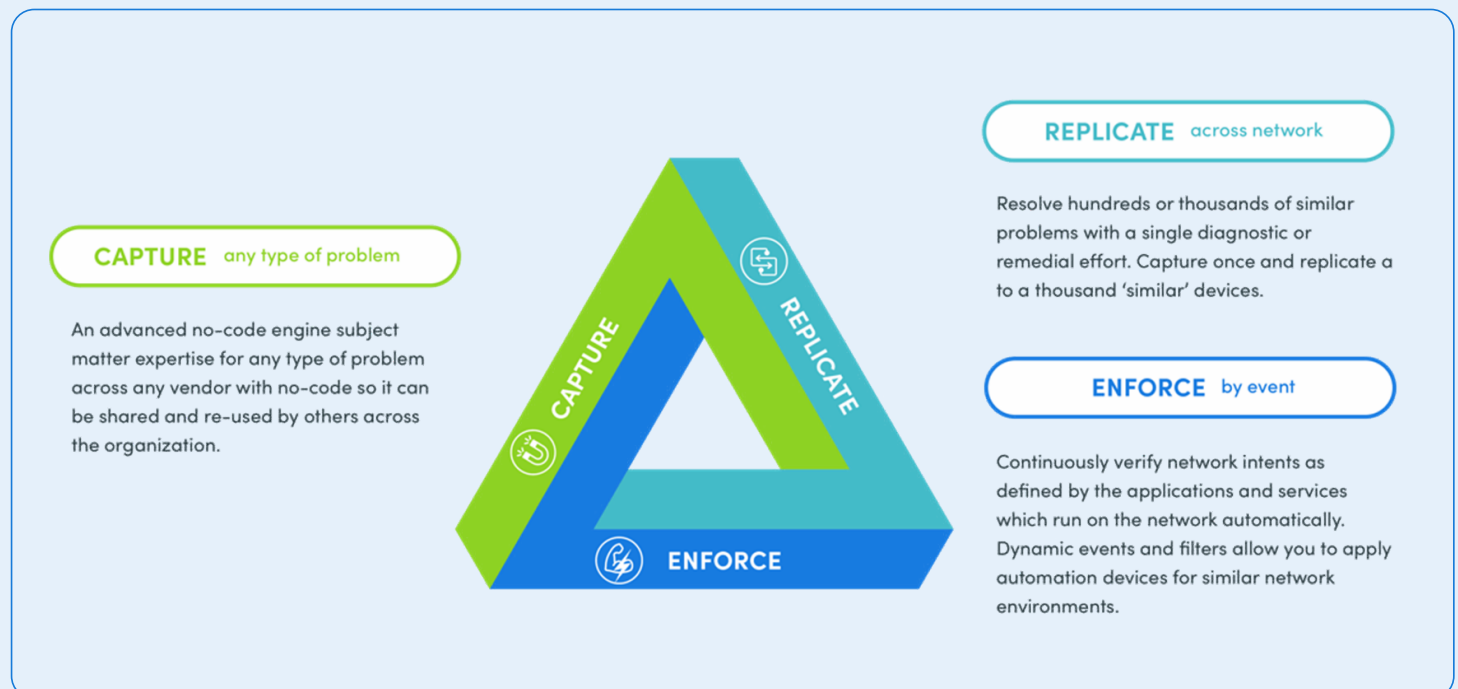 CAPTURE any type of problem
An advanced no-code engine subject
matter expertise for any type of problem
across any vendor with no-code so it can
be shared and re-used by others across
the organization.
CAPTURE
REPLICATE
ENFORCE
REPLICATE across network
Resolve hundreds or thousands of similar
problems with a single diagnostic or
remedial effort. Capture once and replicate a
to a thousand ‘similar’ devices.
ENFORCE by event
Continuously verify network intents as
defined by the applications and services
which run on the network automatically.
Dynamic events and filters allow you to apply
automation devices for similar network
environments.